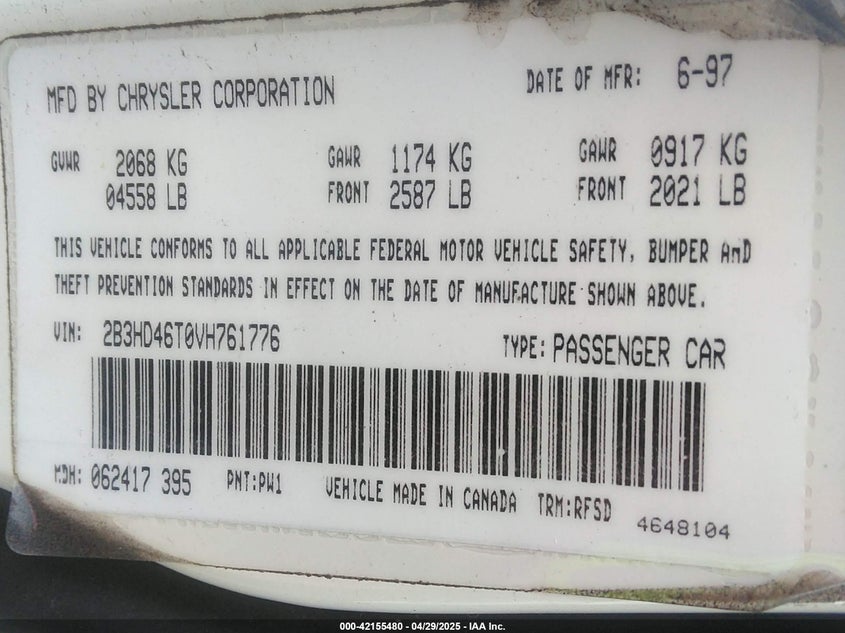 MFD BY CHRYSLER CORPORATION DATE OF MFR: 6-97
GVWR 2068 KG GAWR 1174 KG GAWR 0917 KG
04558 LB FRONT 2587 LB FRONT 2021 LB
THIS VEHICLE CONFORMS TO ALL APPLICABLE FEDERAL MOTOR VEHICLE SAFETY, BUMPER AND
THEFT PREVENTION STANDARDS IN EFFECT ON THE DATE OF MANUFACTURE SHOWN ABOVE.
VIN: 2B3HD46T0VH761776 TYPE: PASSENGER CAR
MDH: 062417 395 PNT:PW1 VEHICLE MADE IN CANADA TRM:RFSD
4648104
000-42155480 - 04/29/2025 - IAA Inc.